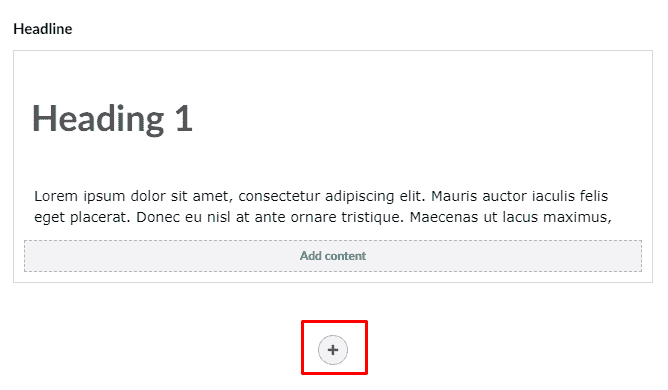 Headline
Heading 1
Lorem ipsum dolor sit amet, consectetur adipiscing elit. Mauris auctor iaculis felis
eget placerat. Donec eu nisl at ante ornare tristique. Maecenas ut lacus maximus,
Add content
+